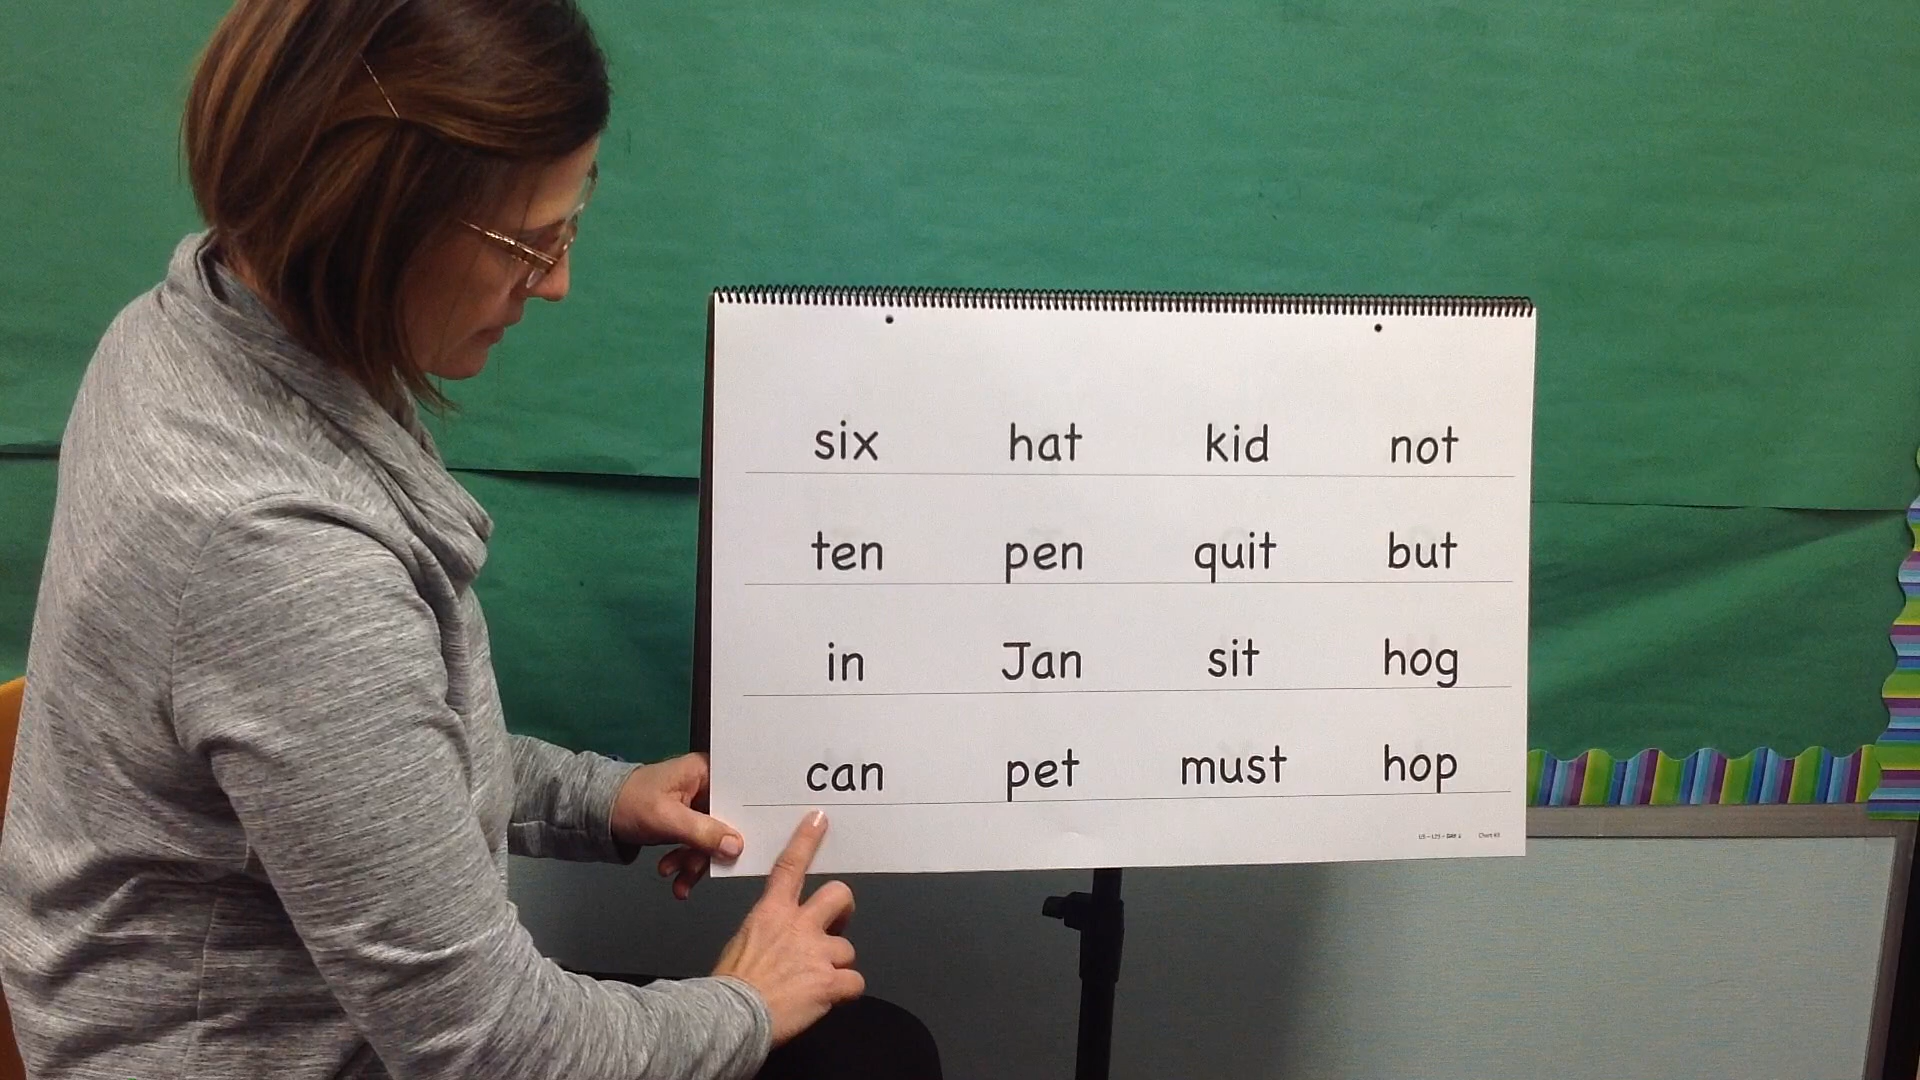 six hat kid not
ten pen quit but
in Jan sit hog
can pet must hop